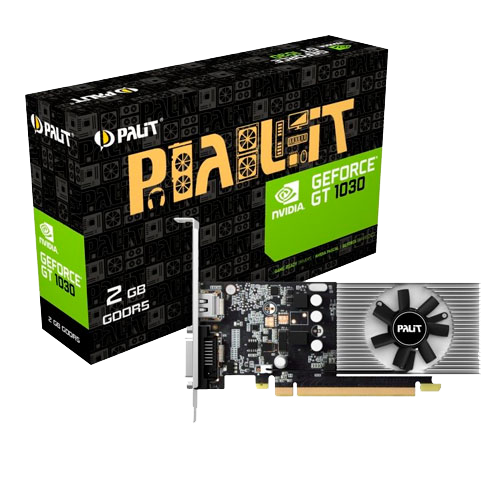 PALiT
NVIDIA
GEFORCE
GT 1030
2 GB GDDR5
PALiT
NVIDIA
GEFORCE®
GT 1030
2 GB
GDDR5
PALiT